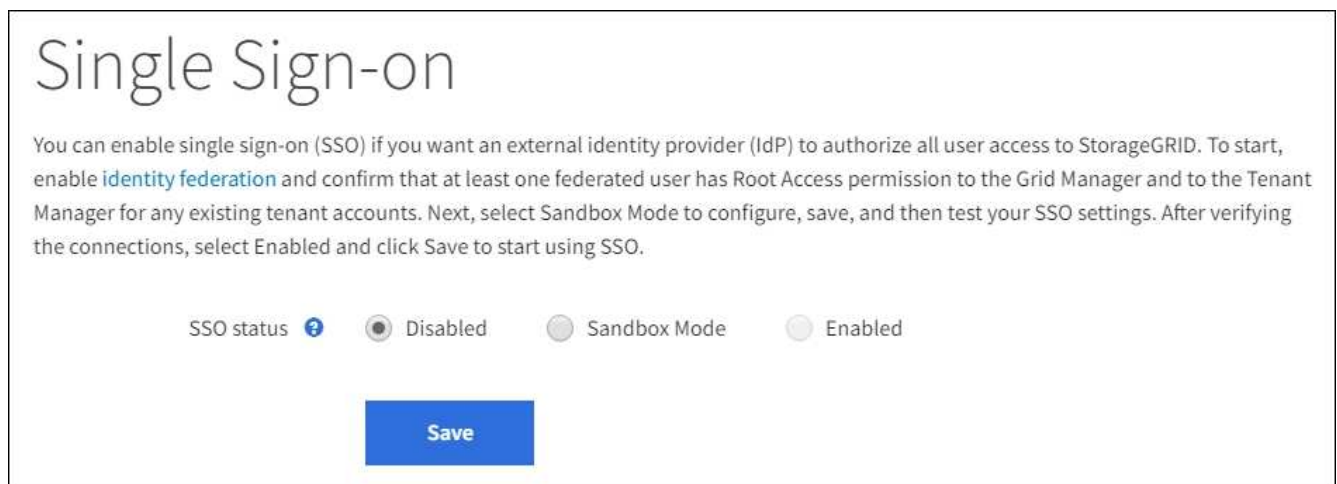 Single Sign-on
You can enable single sign-on (SSO) if you want an external identity provider (IdP) to authorize all user access to StorageGRID. To start,
enable identity federation and confirm that at least one federated user has Root Access permission to the Grid Manager and to the Tenant
Manager for any existing tenant accounts. Next, select Sandbox Mode to configure, save, and then test your SSO settings. After verifying
the connections, select Enabled and click Save to start using SSO.
SSO status ? Disabled Sandbox Mode Enabled
Save